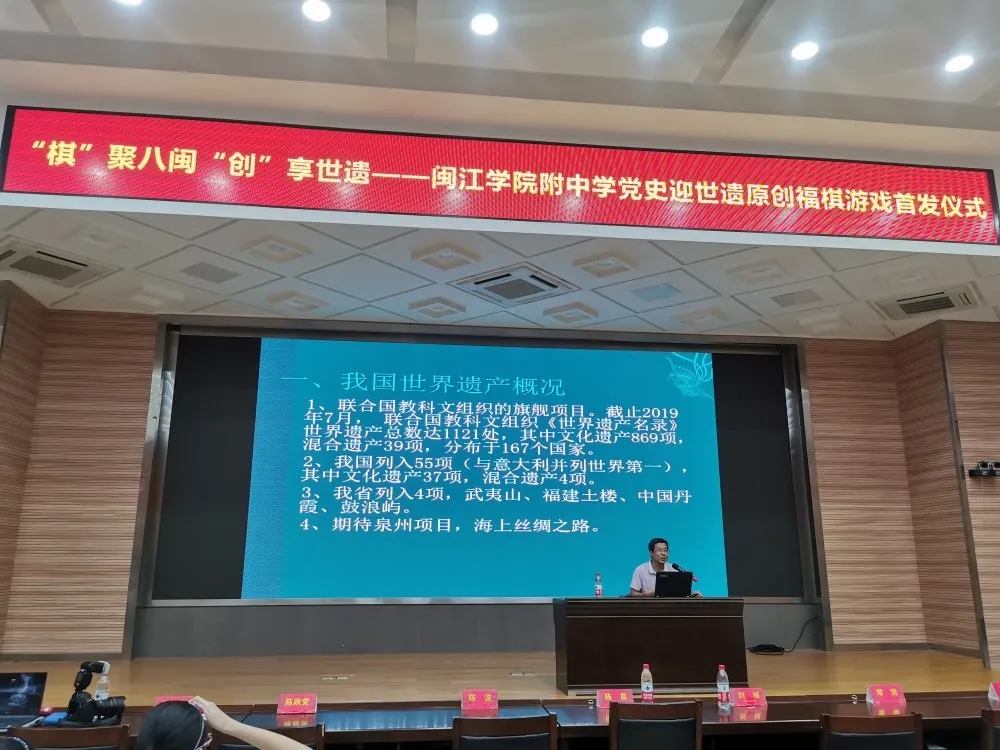 “棋”聚八闽“创”享世遗——闽江学院附中学党史迎世遗原创福棋游戏首发仪式
一、我国世界遗产概况
1、联合国教科文组织的旗舰项目。截止2019
年7月，联合国教科文组织《世界遗产名录》
世界遗产总数达1121处，其中文化遗产869项，
混合遗产39项，分布于167个国家。
2、我国列入55项（与意大利并列世界第一），
其中文化遗产37项，混合遗产4项。
3、我省列入4项，武夷山、福建土楼、中国丹
霞、鼓浪屿。
4、期待泉州项目，海上丝绸之路。
陈晨
常浩